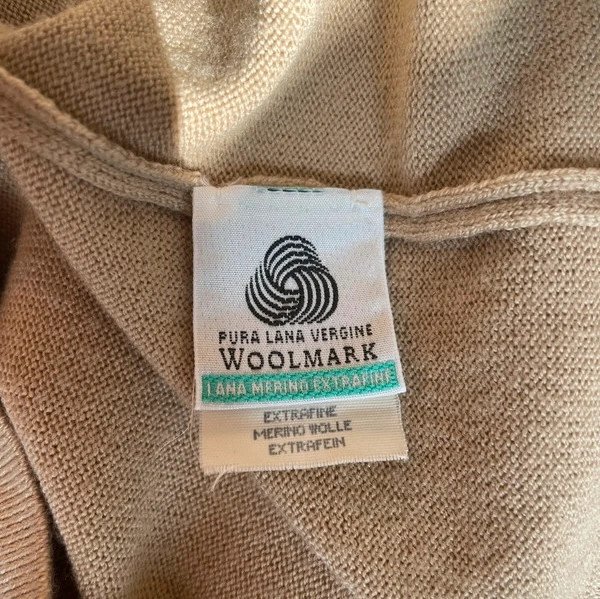 PURA LANA VERGINE
WOOLMARK
LANA MERINO EXTRAFINE
EXTRAFINE
MERINO WOLLE
EXTRAFEIN